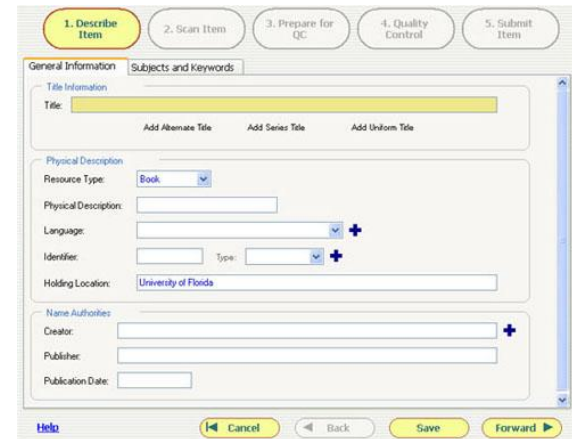 1. Describe Item
2. Scan Item
3. Prepare for QC
4. Quality Control
5. Submit Item
General Information
Subjects and Keywords
Title Information
Title:
Add Alternate Title Add Series Title Add Uniform Title
Physical Description
Resource Type: Book
Physical Description:
Language:
Identifier: Type:
Holding Location: University of Florida
Name Authorities
Creator:
Publisher:
Publication Date:
Help Cancel Back Save Forward